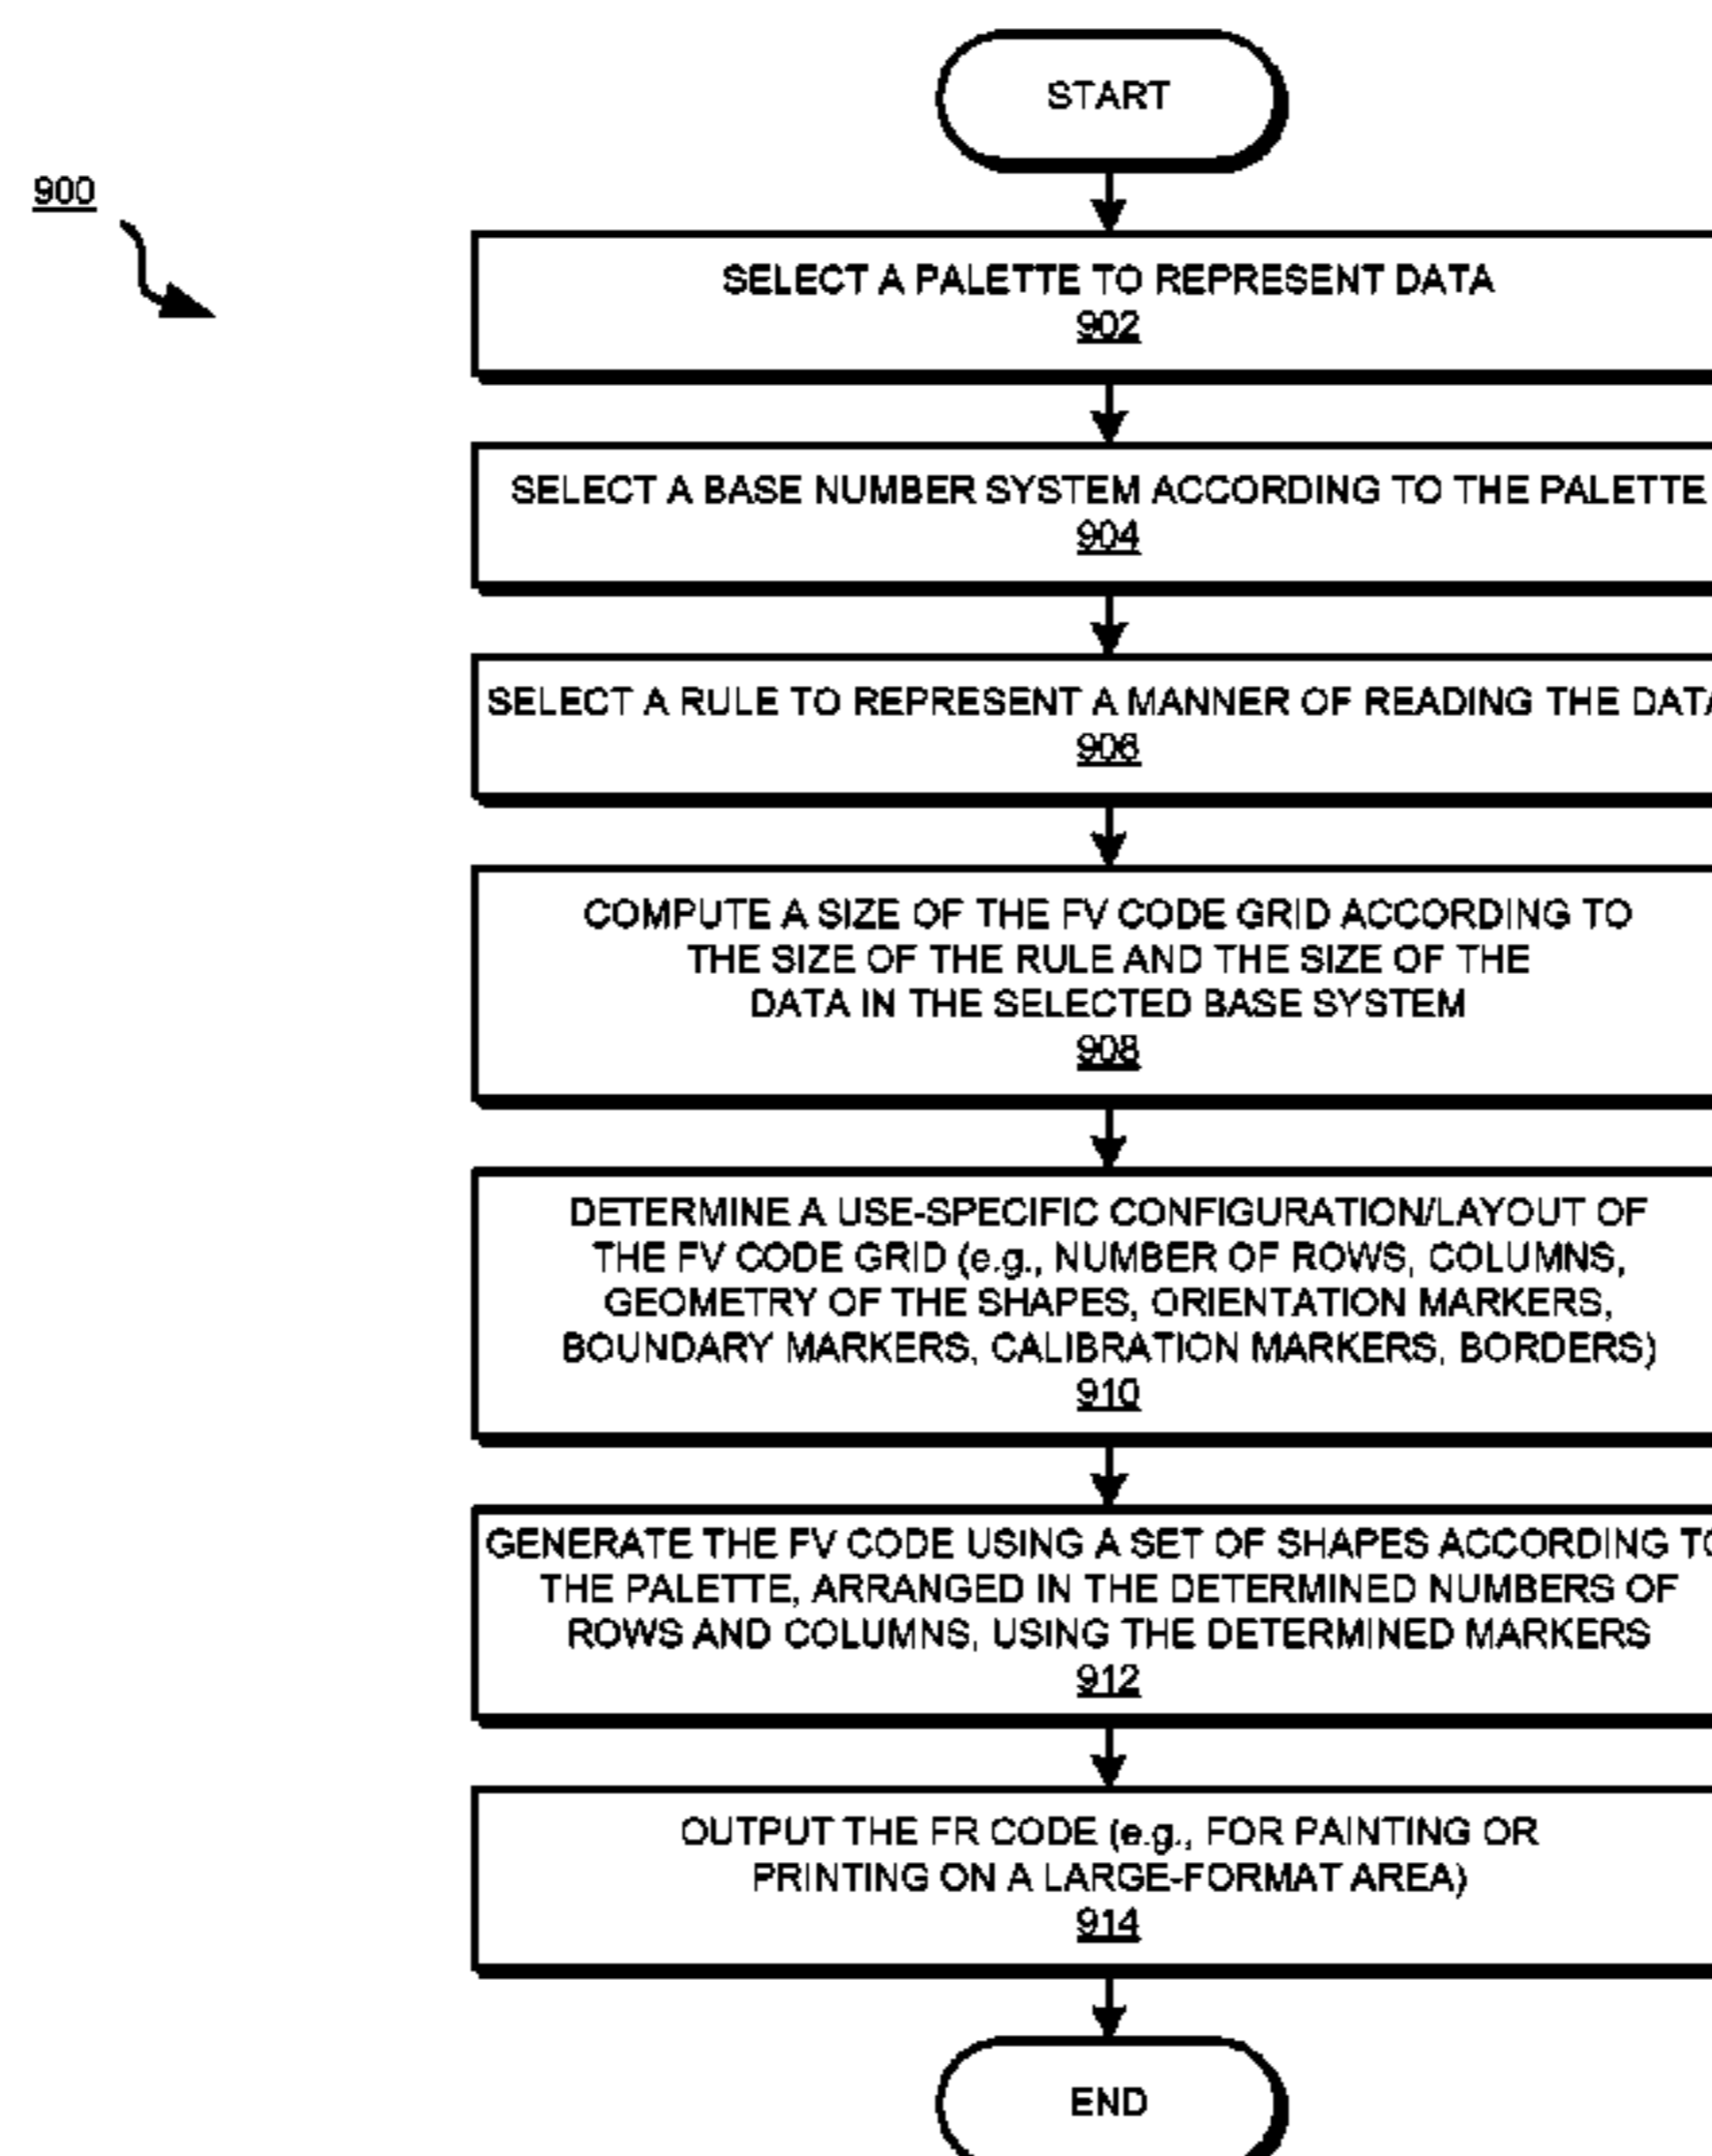 START
900
SELECT A PALETTE TO REPRESENT DATA
902
SELECT A BASE NUMBER SYSTEM ACCORDING TO THE PALETTE
904
SELECT A RULE TO REPRESENT A MANNER OF READING THE DATA
906
COMPUTE A SIZE OF THE FV CODE GRID ACCORDING TO
THE SIZE OF THE RULE AND THE SIZE OF THE
DATA IN THE SELECTED BASE SYSTEM
908
DETERMINE A USE-SPECIFIC CONFIGURATION/LAYOUT OF
THE FV CODE GRID (e.g., NUMBER OF ROWS, COLUMNS,
GEOMETRY OF THE SHAPES, ORIENTATION MARKERS,
BOUNDARY MARKERS, CALIBRATION MARKERS, BORDERS)
910
GENERATE THE FV CODE USING A SET OF SHAPES ACCORDING TO
THE PALETTE, ARRANGED IN THE DETERMINED NUMBERS OF
ROWS AND COLUMNS, USING THE DETERMINED MARKERS
912
OUTPUT THE FR CODE (e.g., FOR PAINTING OR
PRINTING ON A LARGE-FORMAT AREA)
914
END